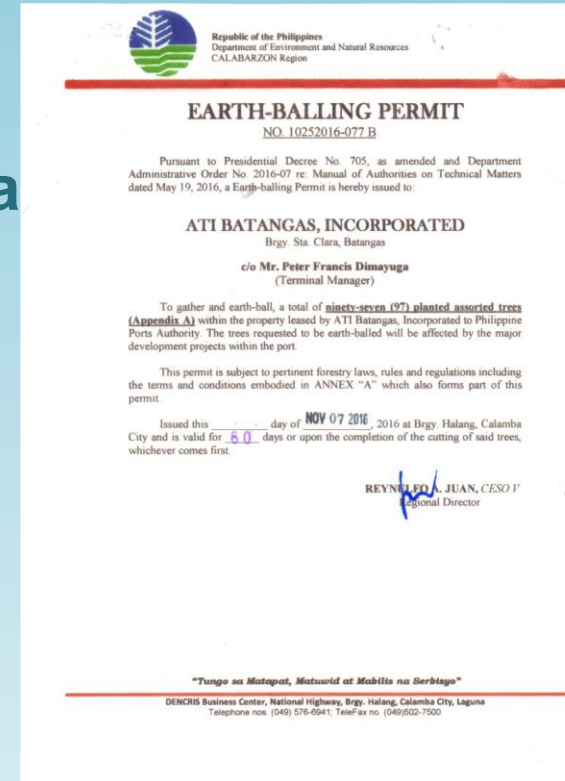 Republic of the Philippines
Department of Environment and Natural Resources
CALABARZON Region
EARTH-BALLING PERMIT
NO. 10252016-077 B
a
Pursuant to Presidential Decree No. 705, as amended and Department
Administrative Order No. 2016-07 re: Manual of Authorities on Technical Matters
dated May 19, 2016, a Earth-balling Permit is hereby issued to:
ATI BATANGAS, INCORPORATED
Brgy. Sta. Clara, Batangas
c/o Mr. Peter Francis Dimayuga
(Terminal Manager)
To gather and earth-ball, a total of ninety-seven (97) planted assorted trees
(Appendix A) within the property leased by ATI Batangas, Incorporated to Philippine
Ports Authority. The trees requested to be earth-balled will be affected by the major
development projects within the port.
This permit is subject to pertinent forestry laws, rules and regulations including
the terms and conditions embodied in ANNEX "A" which also forms part of this
permit.
Issued this day of NOV 07 2016, 2016 at Brgy. Halang, Calamba
City and is valid for 60 days or upon the completion of the cutting of said trees,
whichever comes first.
REYNULFO A. JUAN, CESO V
Regional Director
"Tungo sa Matapat, Matuwid at Mabilis na Serbisyo"
DENCRIS Business Center, National Highway, Brgy. Halang, Calamba City, Laguna
Telephone nos. (049) 576-6941; TeleFax no. (049)502-7500